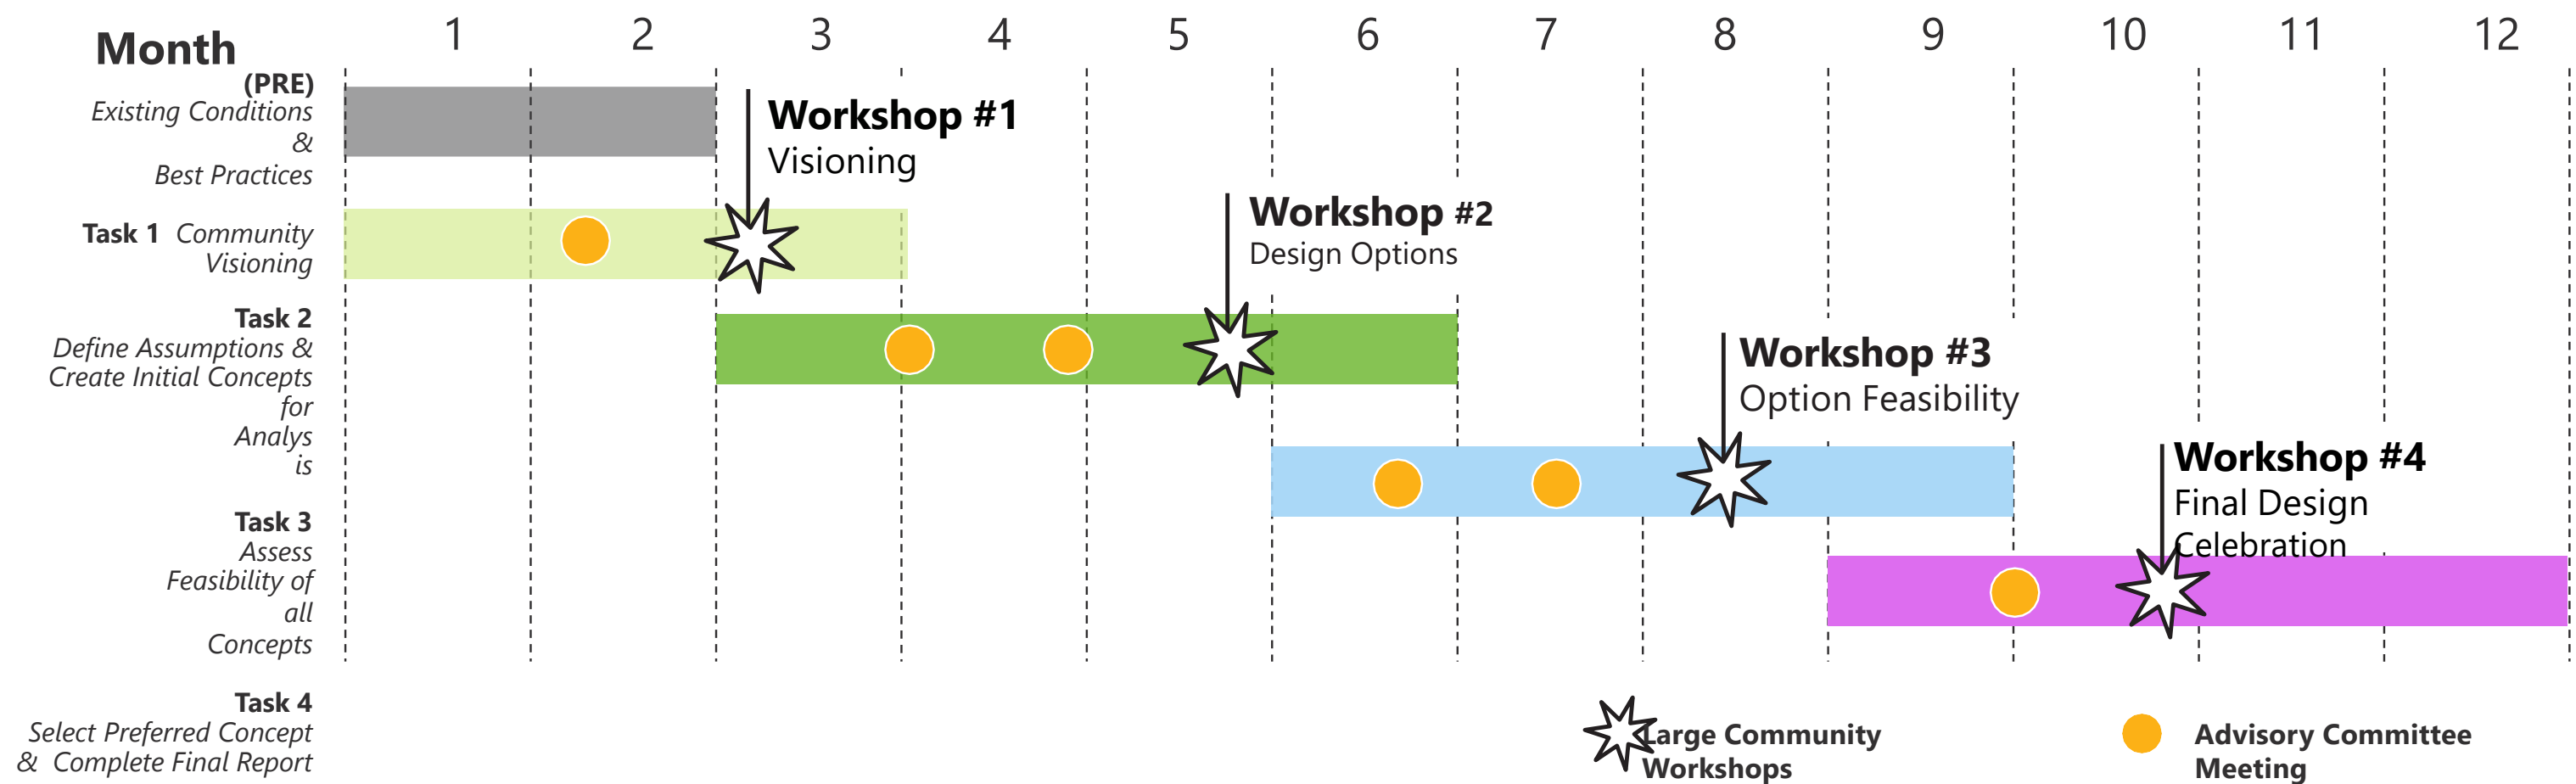 Month
1 2 3 4 5 6 7 8 9 10 11 12
(PRE)
Existing Conditions
&
Best Practices
Workshop #1
Visioning
Task 1 Community
Visioning
Workshop #2
Design Options
Task 2
Define Assumptions &
Create Initial Concepts
for
Analys
is
Workshop #3
Option Feasibility
Task 3
Assess
Feasibility of
all
Concepts
Workshop #4
Final Design
Celebration
Task 4
Select Preferred Concept
& Complete Final Report
Large Community
Workshops
Advisory Committee
Meeting